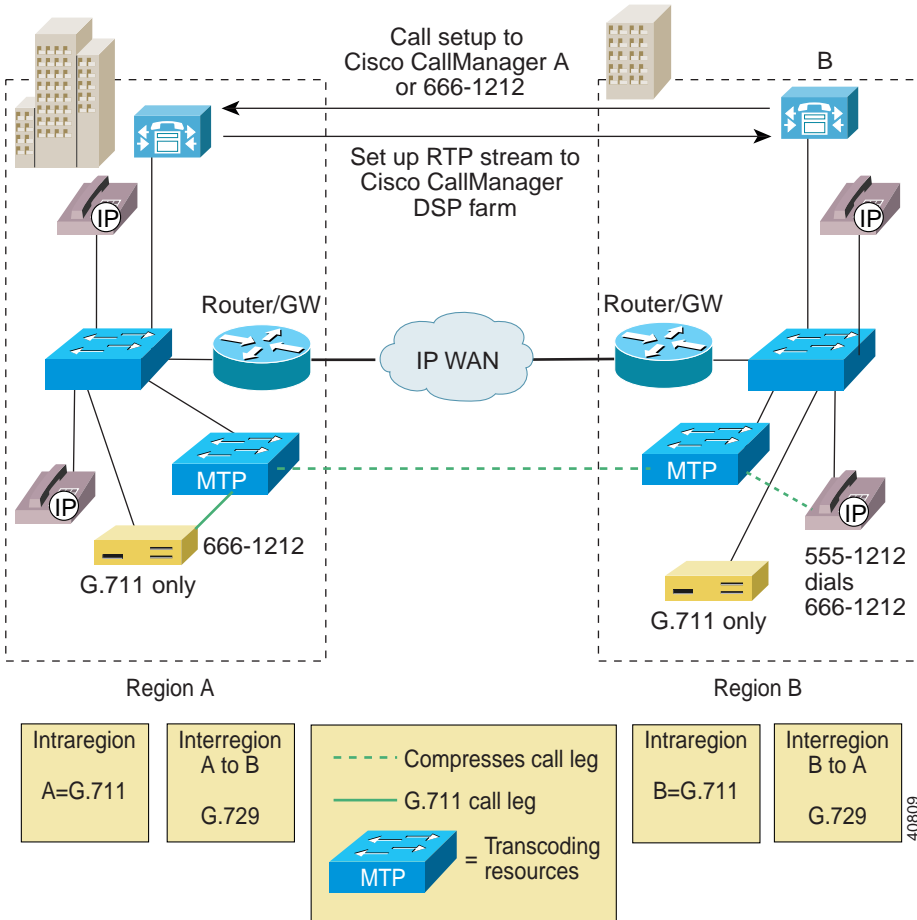 Call setup to
Cisco CallManager A
or 666-1212
B
Set up RTP stream to
Cisco CallManager
DSP farm
IP
IP
Router/GW
Router/GW
IP WAN
MTP
MTP
IP
IP
666-1212
G.711 only
555-1212
dials
666-1212
G.711 only
Region A
Region B
Intraregion
A=G.711
Interregion
A to B
G.729
Compresses call leg
G.711 call leg
MTP
= Transcoding
resources
Intraregion
B=G.711
Interregion
B to A
G.729
40809